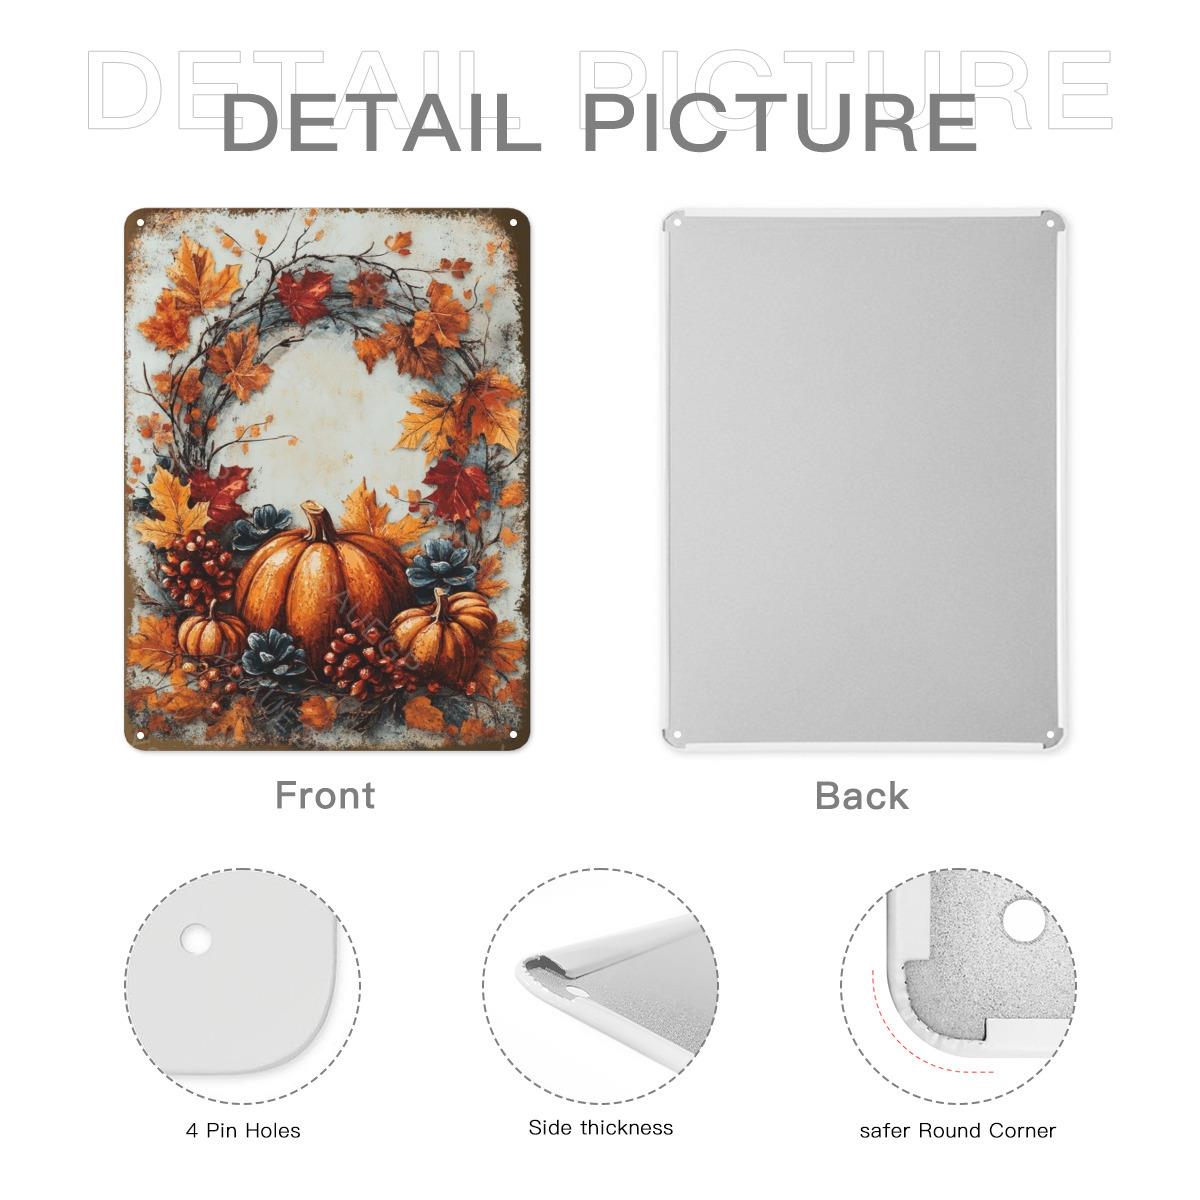 DETAIL PICTURE
DETAIL PICTURE
Front
Back
4 Pin Holes
Side thickness
safer Round Corner